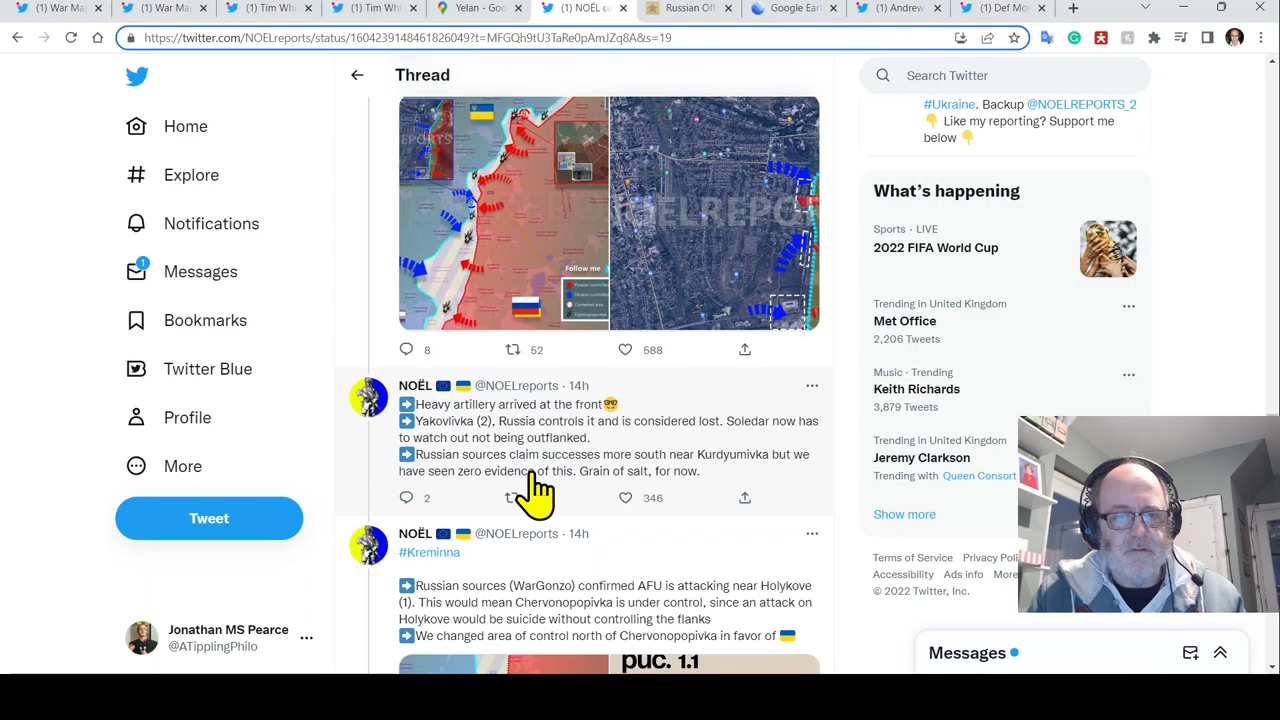 (1) War Ma
(1) War Ma
(1) Tim Whi
(1) Tim Whi
Yelan - Goo
(1) NOËL
Russian Off
Google Eart
(1) Andrew
(1) Def Mo
https://twitter.com/NOELreports/status/1604239148461826049?t=MFGQh9tU3TaRe0pAmJZq8A&s=19
Home
Explore
Notifications
1
Messages
Bookmarks
Twitter Blue
Profile
More
Tweet
Jonathan MS Pearce
@ATipplingPhilo
Thread
Follow me
8 52 588
NOËL @NOELreports · 14h
Heavy artillery arrived at the front
Yakovlivka (2), Russia controls it and is considered lost. Soledar now has
to watch out not being outflanked.
Russian sources claim successes more south near Kurdyumivka but we
have seen zero evidence of this. Grain of salt, for now.
2 346
NOËL @NOELreports · 14h
#Kreminna
Russian sources (WarGonzo) confirmed AFU is attacking near Holykove
(1). This would mean Chervonopopivka is under control, since an attack on
Holykove would be suicide without controlling the flanks
We changed area of control north of Chervonopopivka in favor of
рис. 1.1
Search Twitter
#Ukraine. Backup @NOELREPORTS_2
Like my reporting? Support me
below
What's happening
Sports · LIVE
2022 FIFA World Cup
Trending in United Kingdom
Met Office
2,206 Tweets
Music · Trending
Keith Richards
3,879 Tweets
Trending in United Kingdom
Jeremy Clarkson
Trending with Queen Consort
Show more
Terms of Service Privacy Poli
Accessibility Ads info More
© 2022 Twitter, Inc.
Messages